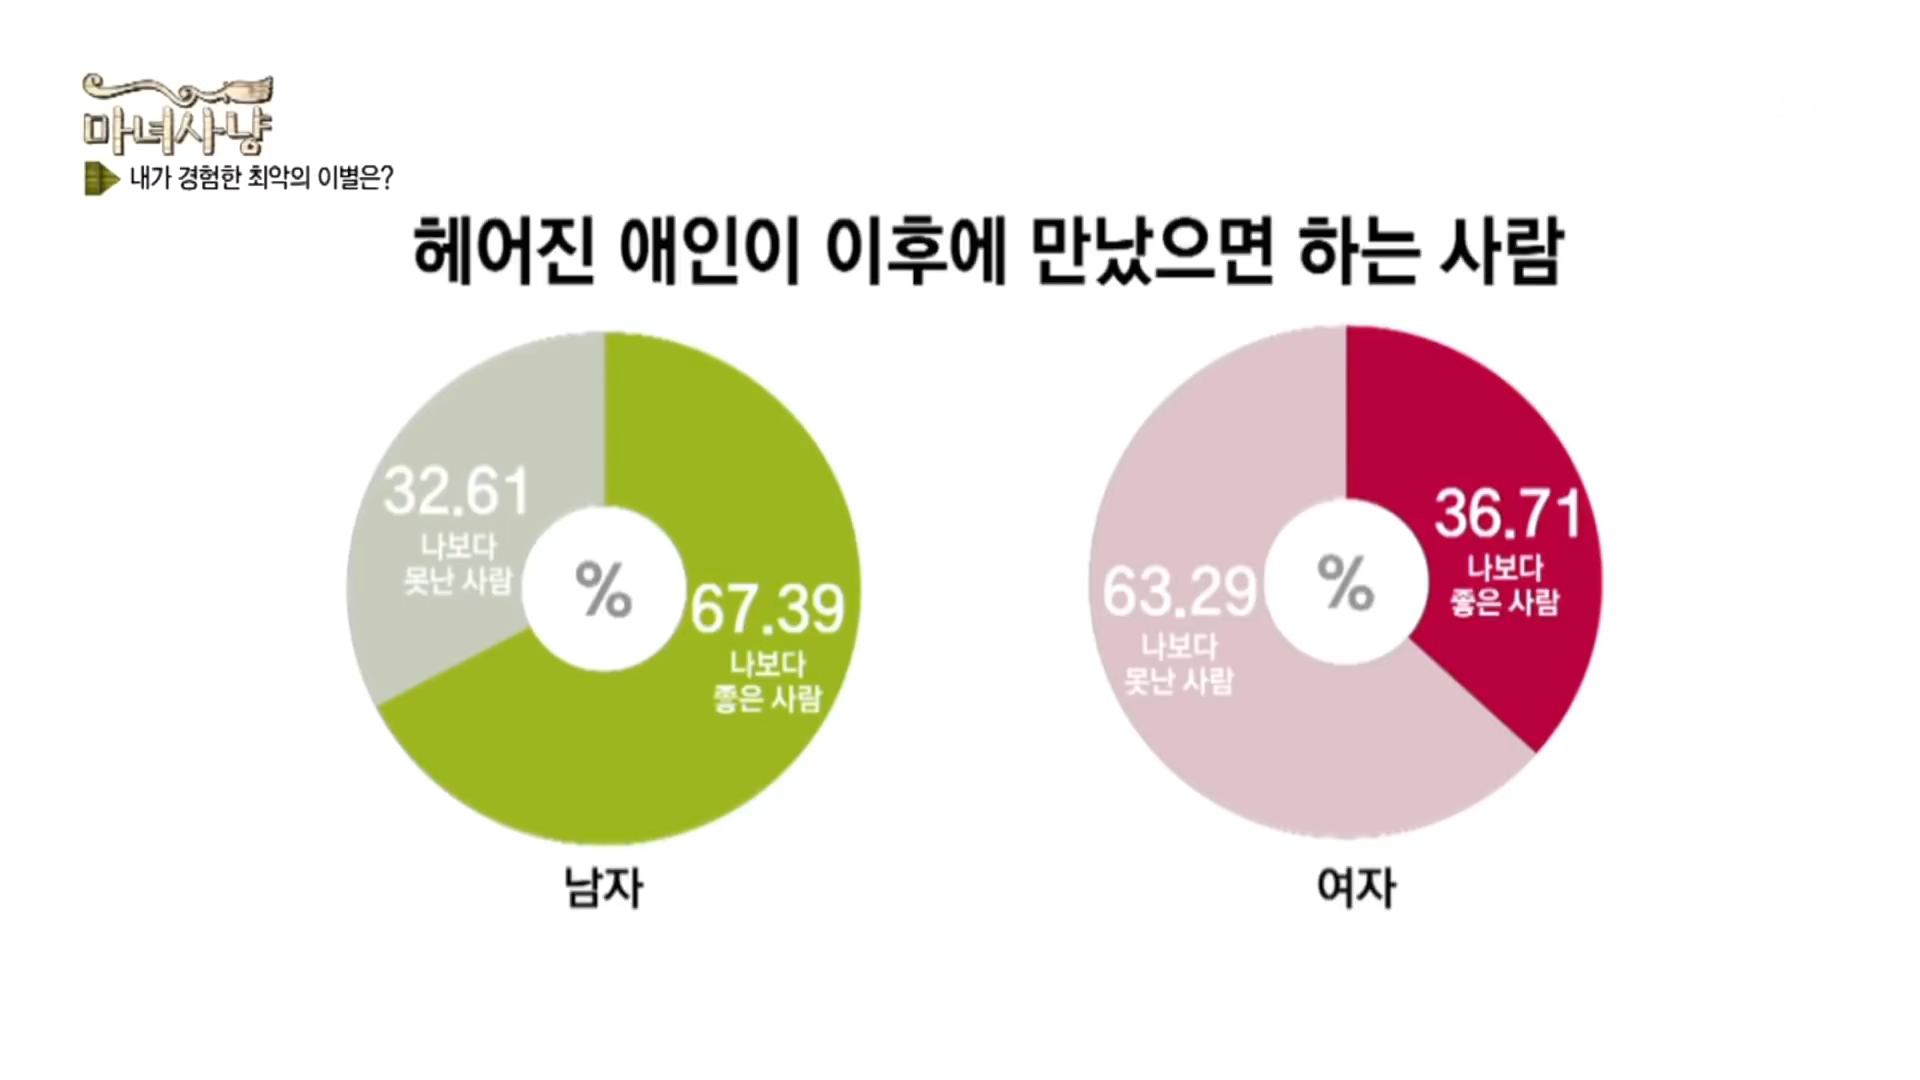 마녀사냥
내가 경험한 최악의 이별은?
헤어진 애인이 이후에 만났으면 하는 사람
32.61
나보다
못난 사람
%
67.39
나보다
좋은 사람
남자
63.29
나보다
못난 사람
%
36.71
나보다
좋은 사람
여자